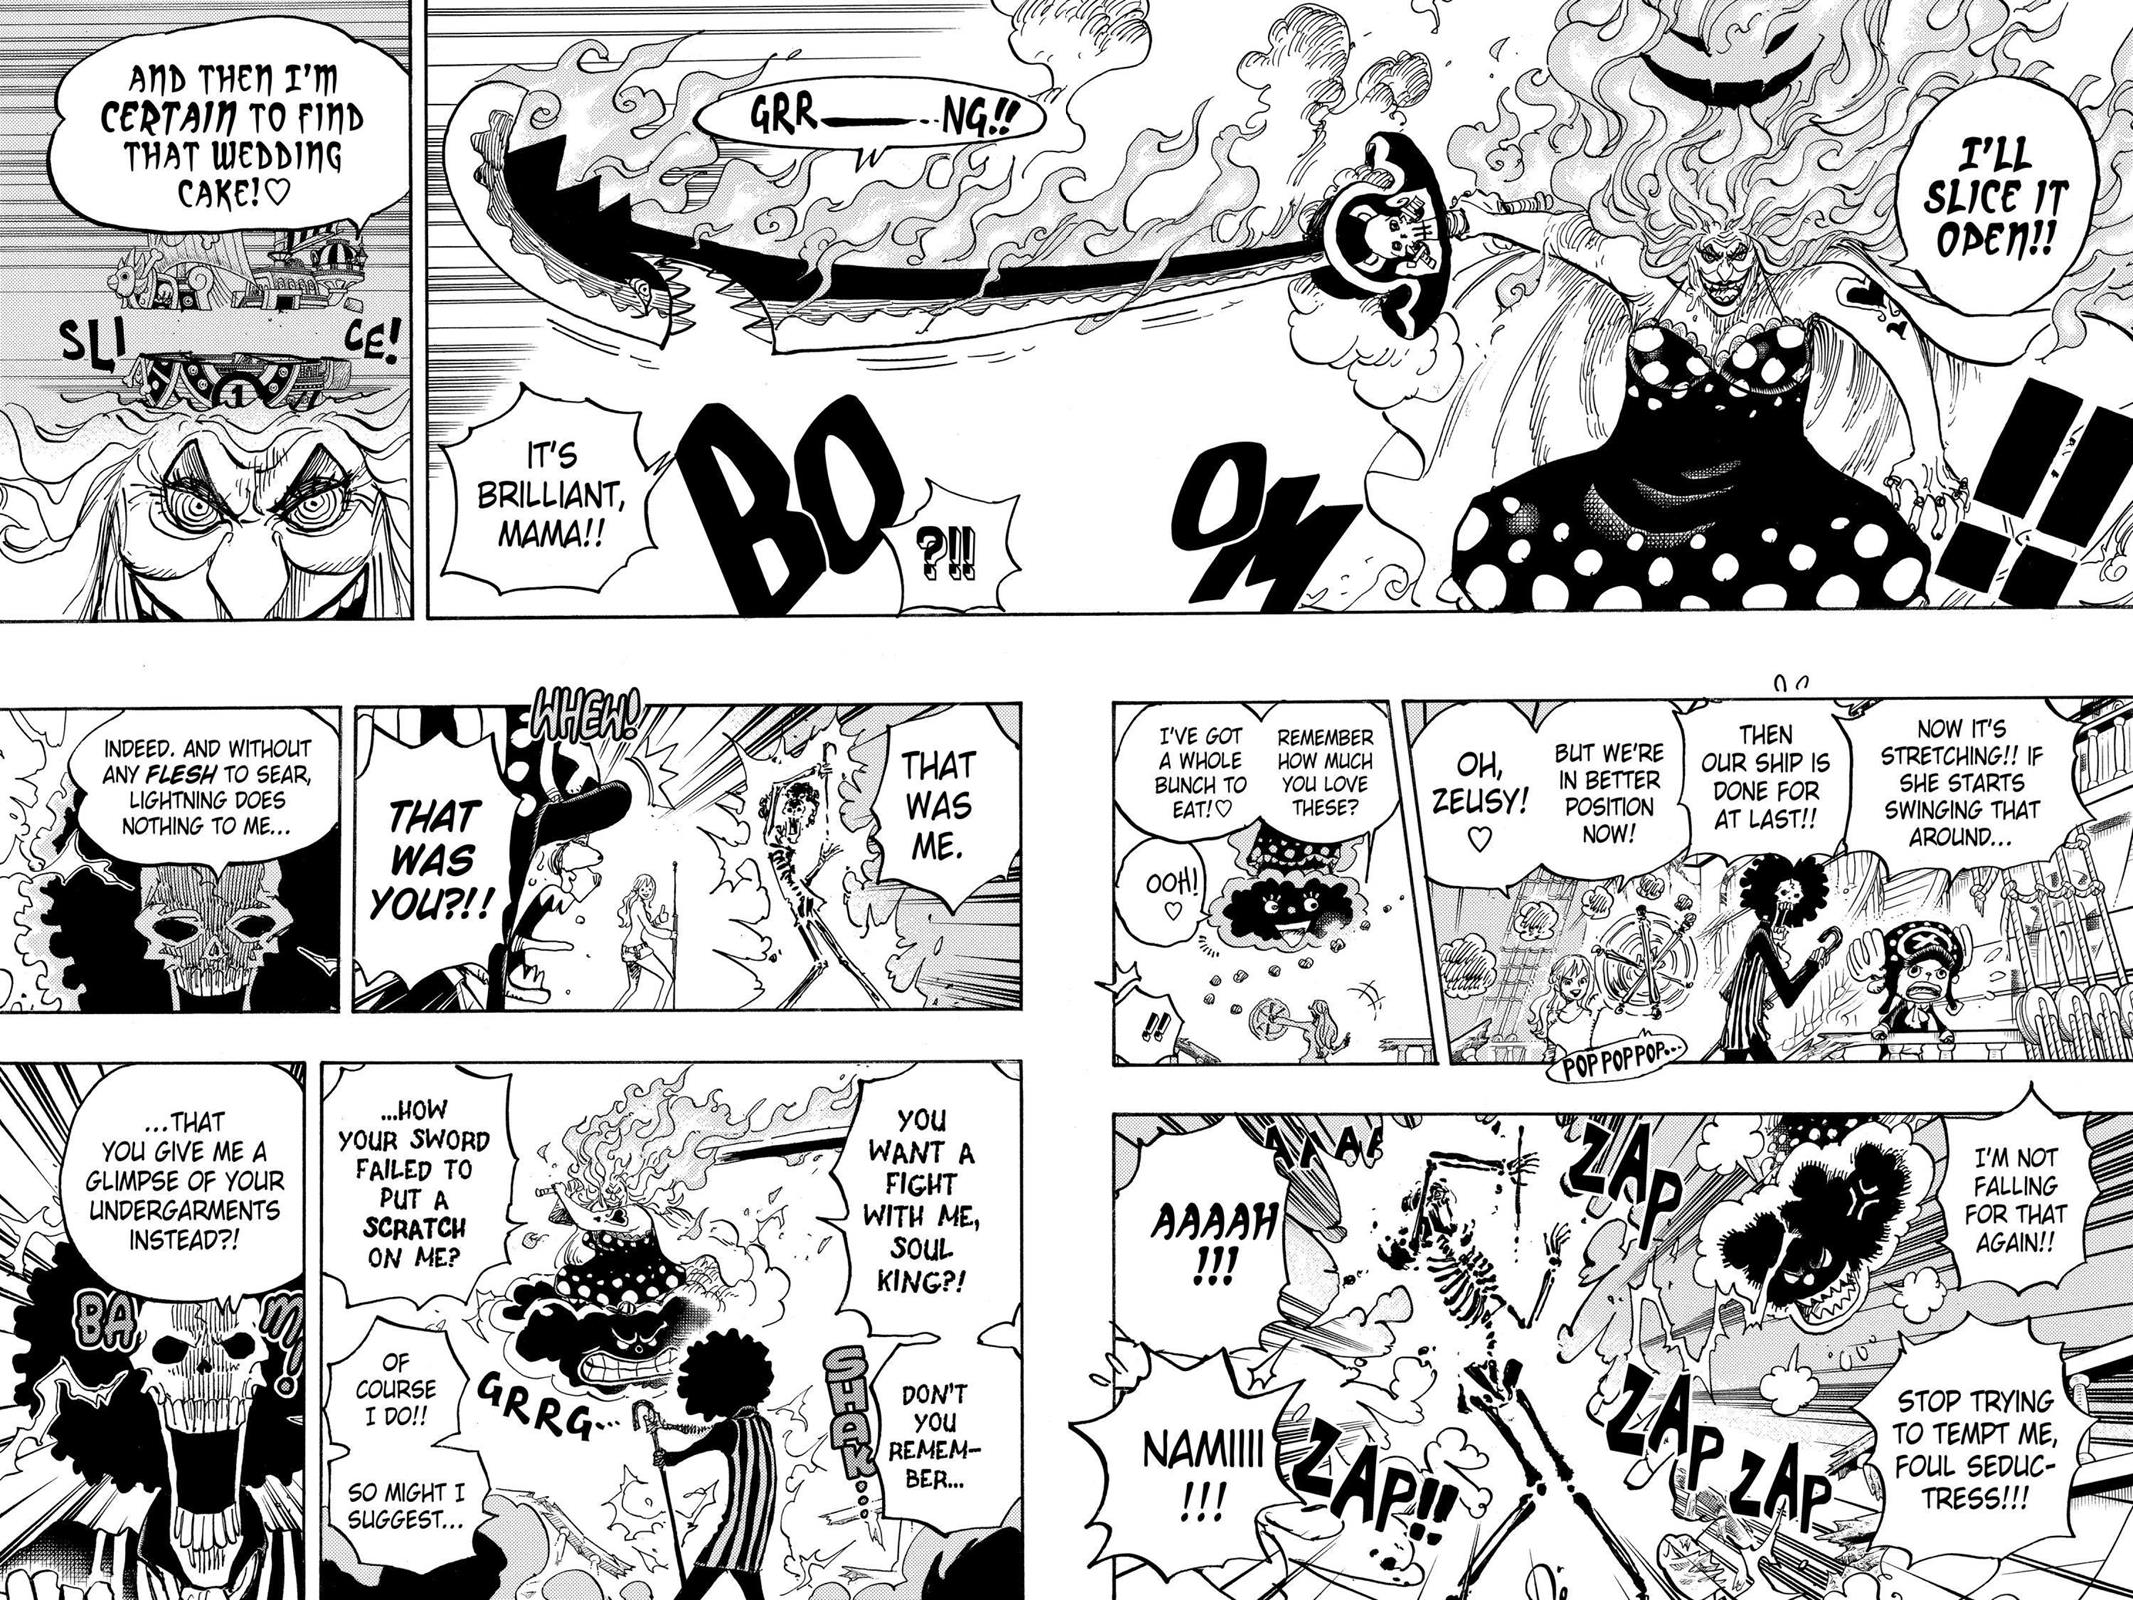 I'LL
SLICE IT
OPEN!!
GRR
NG!!
BO
OM
!!
?!!
IT'S
BRILLIANT,
MAMA!!
AND THEN I'M
CERTAIN TO FIND
THAT WEDDING
CAKE!♡
SLI
CE!
NOW IT'S
STRETCHING!! IF
SHE STARTS
SWINGING THAT
AROUND...
THEN
OUR SHIP IS
DONE FOR
AT LAST!!
BUT WE'RE
IN BETTER
POSITION
NOW!
OH,
ZEUSY!
♡
POP POP POP...
REMEMBER
HOW MUCH
YOU LOVE
THESE?
I'VE GOT
A WHOLE
BUNCH TO
EAT!♡
OOH!
♡
!!
I'M NOT
FALLING
FOR THAT
AGAIN!!
STOP TRYING
TO TEMPT ME,
FOUL SEDUC-
TRESS!!!
ZAP
ZAP
ZAP
ZAP!!
AAAAH
!!!
NAMIIII
!!!
THAT
WAS
ME.
WHEW!
THAT
WAS
YOU?!!
INDEED. AND WITHOUT
ANY FLESH TO SEAR,
LIGHTNING DOES
NOTHING TO ME...
YOU
WANT A
FIGHT
WITH ME,
SOUL
KING?!
DON'T
YOU
REMEM-
BER...
SHAK...
...HOW
YOUR SWORD
FAILED TO
PUT A
SCRATCH
ON ME?
GRRG...
OF
COURSE
I DO!!
SO MIGHT I
SUGGEST...
...THAT
YOU GIVE ME A
GLIMPSE OF YOUR
UNDERGARMENTS
INSTEAD?!
BA
M!